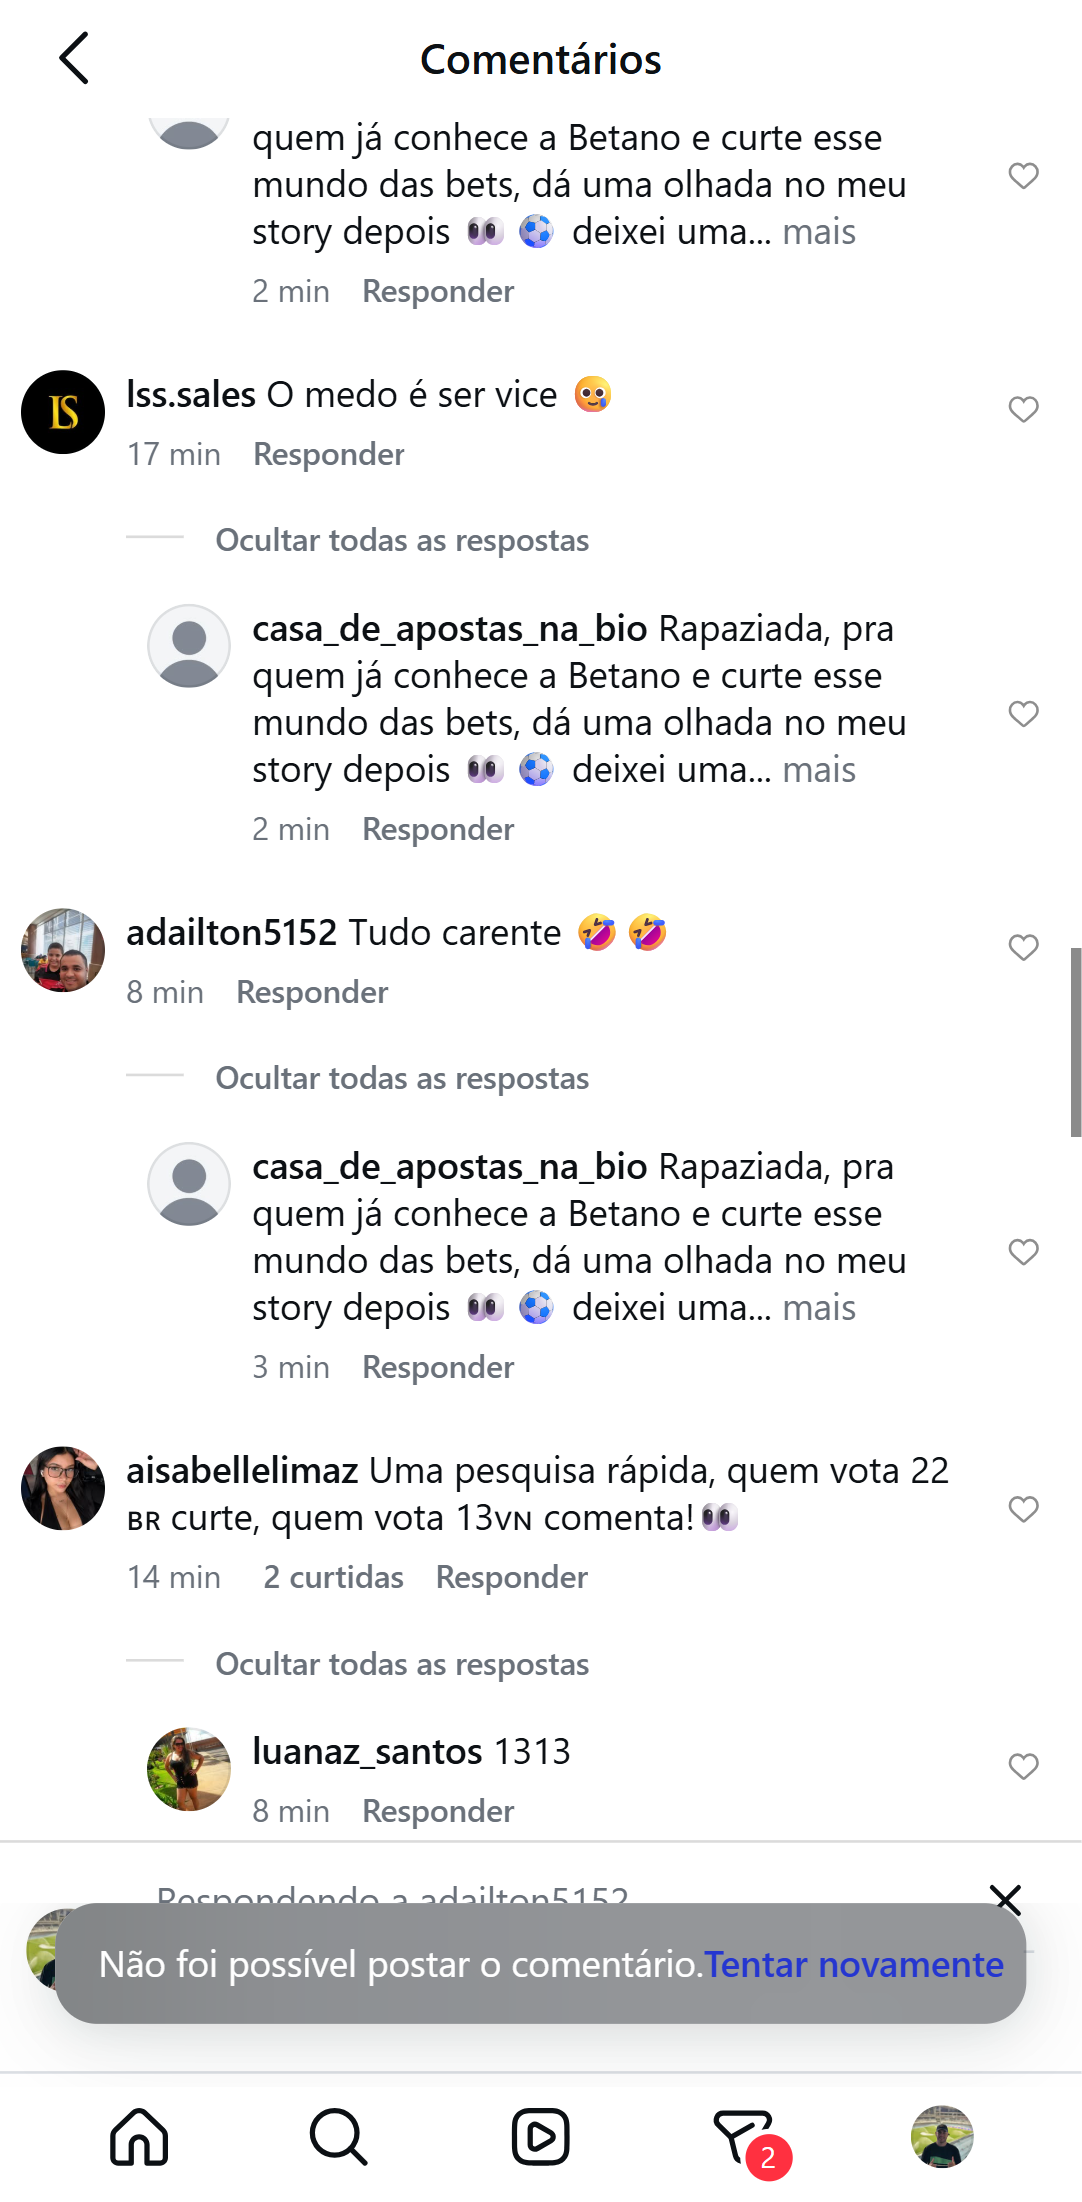 Comentários
quem já conhece a Betano e curte esse
mundo das bets, dá uma olhada no meu
story depois 👀 ⚽ deixei uma... mais
2 min Responder
lss.sales O medo é ser vice 🥲
17 min Responder
Ocultar todas as respostas
casa_de_apostas_na_bio Rapaziada, pra
quem já conhece a Betano e curte esse
mundo das bets, dá uma olhada no meu
story depois 👀 ⚽ deixei uma... mais
2 min Responder
adailton5152 Tudo carente 🤣 🤣
8 min Responder
Ocultar todas as respostas
casa_de_apostas_na_bio Rapaziada, pra
quem já conhece a Betano e curte esse
mundo das bets, dá uma olhada no meu
story depois 👀 ⚽ deixei uma... mais
3 min Responder
aisabellelimaz Uma pesquisa rápida, quem vota 22
🇧🇷 curte, quem vota 13🇻🇳 comenta!👀
14 min 2 curtidas Responder
Ocultar todas as respostas
luanaz_santos 1313
8 min Responder
Respondendo a adailton5152
Não foi possível postar o comentário.Tentar novamente
2